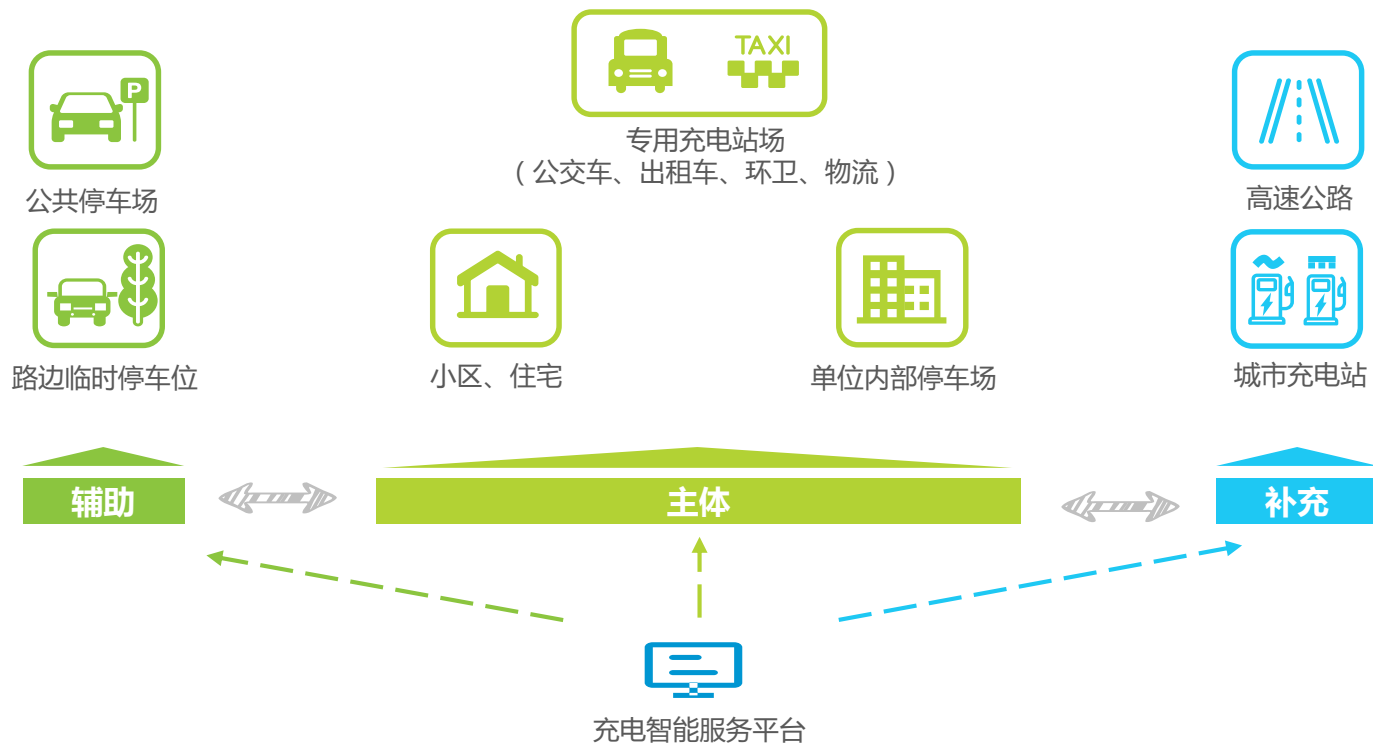 P
TAXI
公共停车场
专用充电站场
（公交车、出租车、环卫、物流）
高速公路
路边临时停车位
小区、住宅
单位内部停车场
城市充电站
辅助
主体
补充
充电智能服务平台